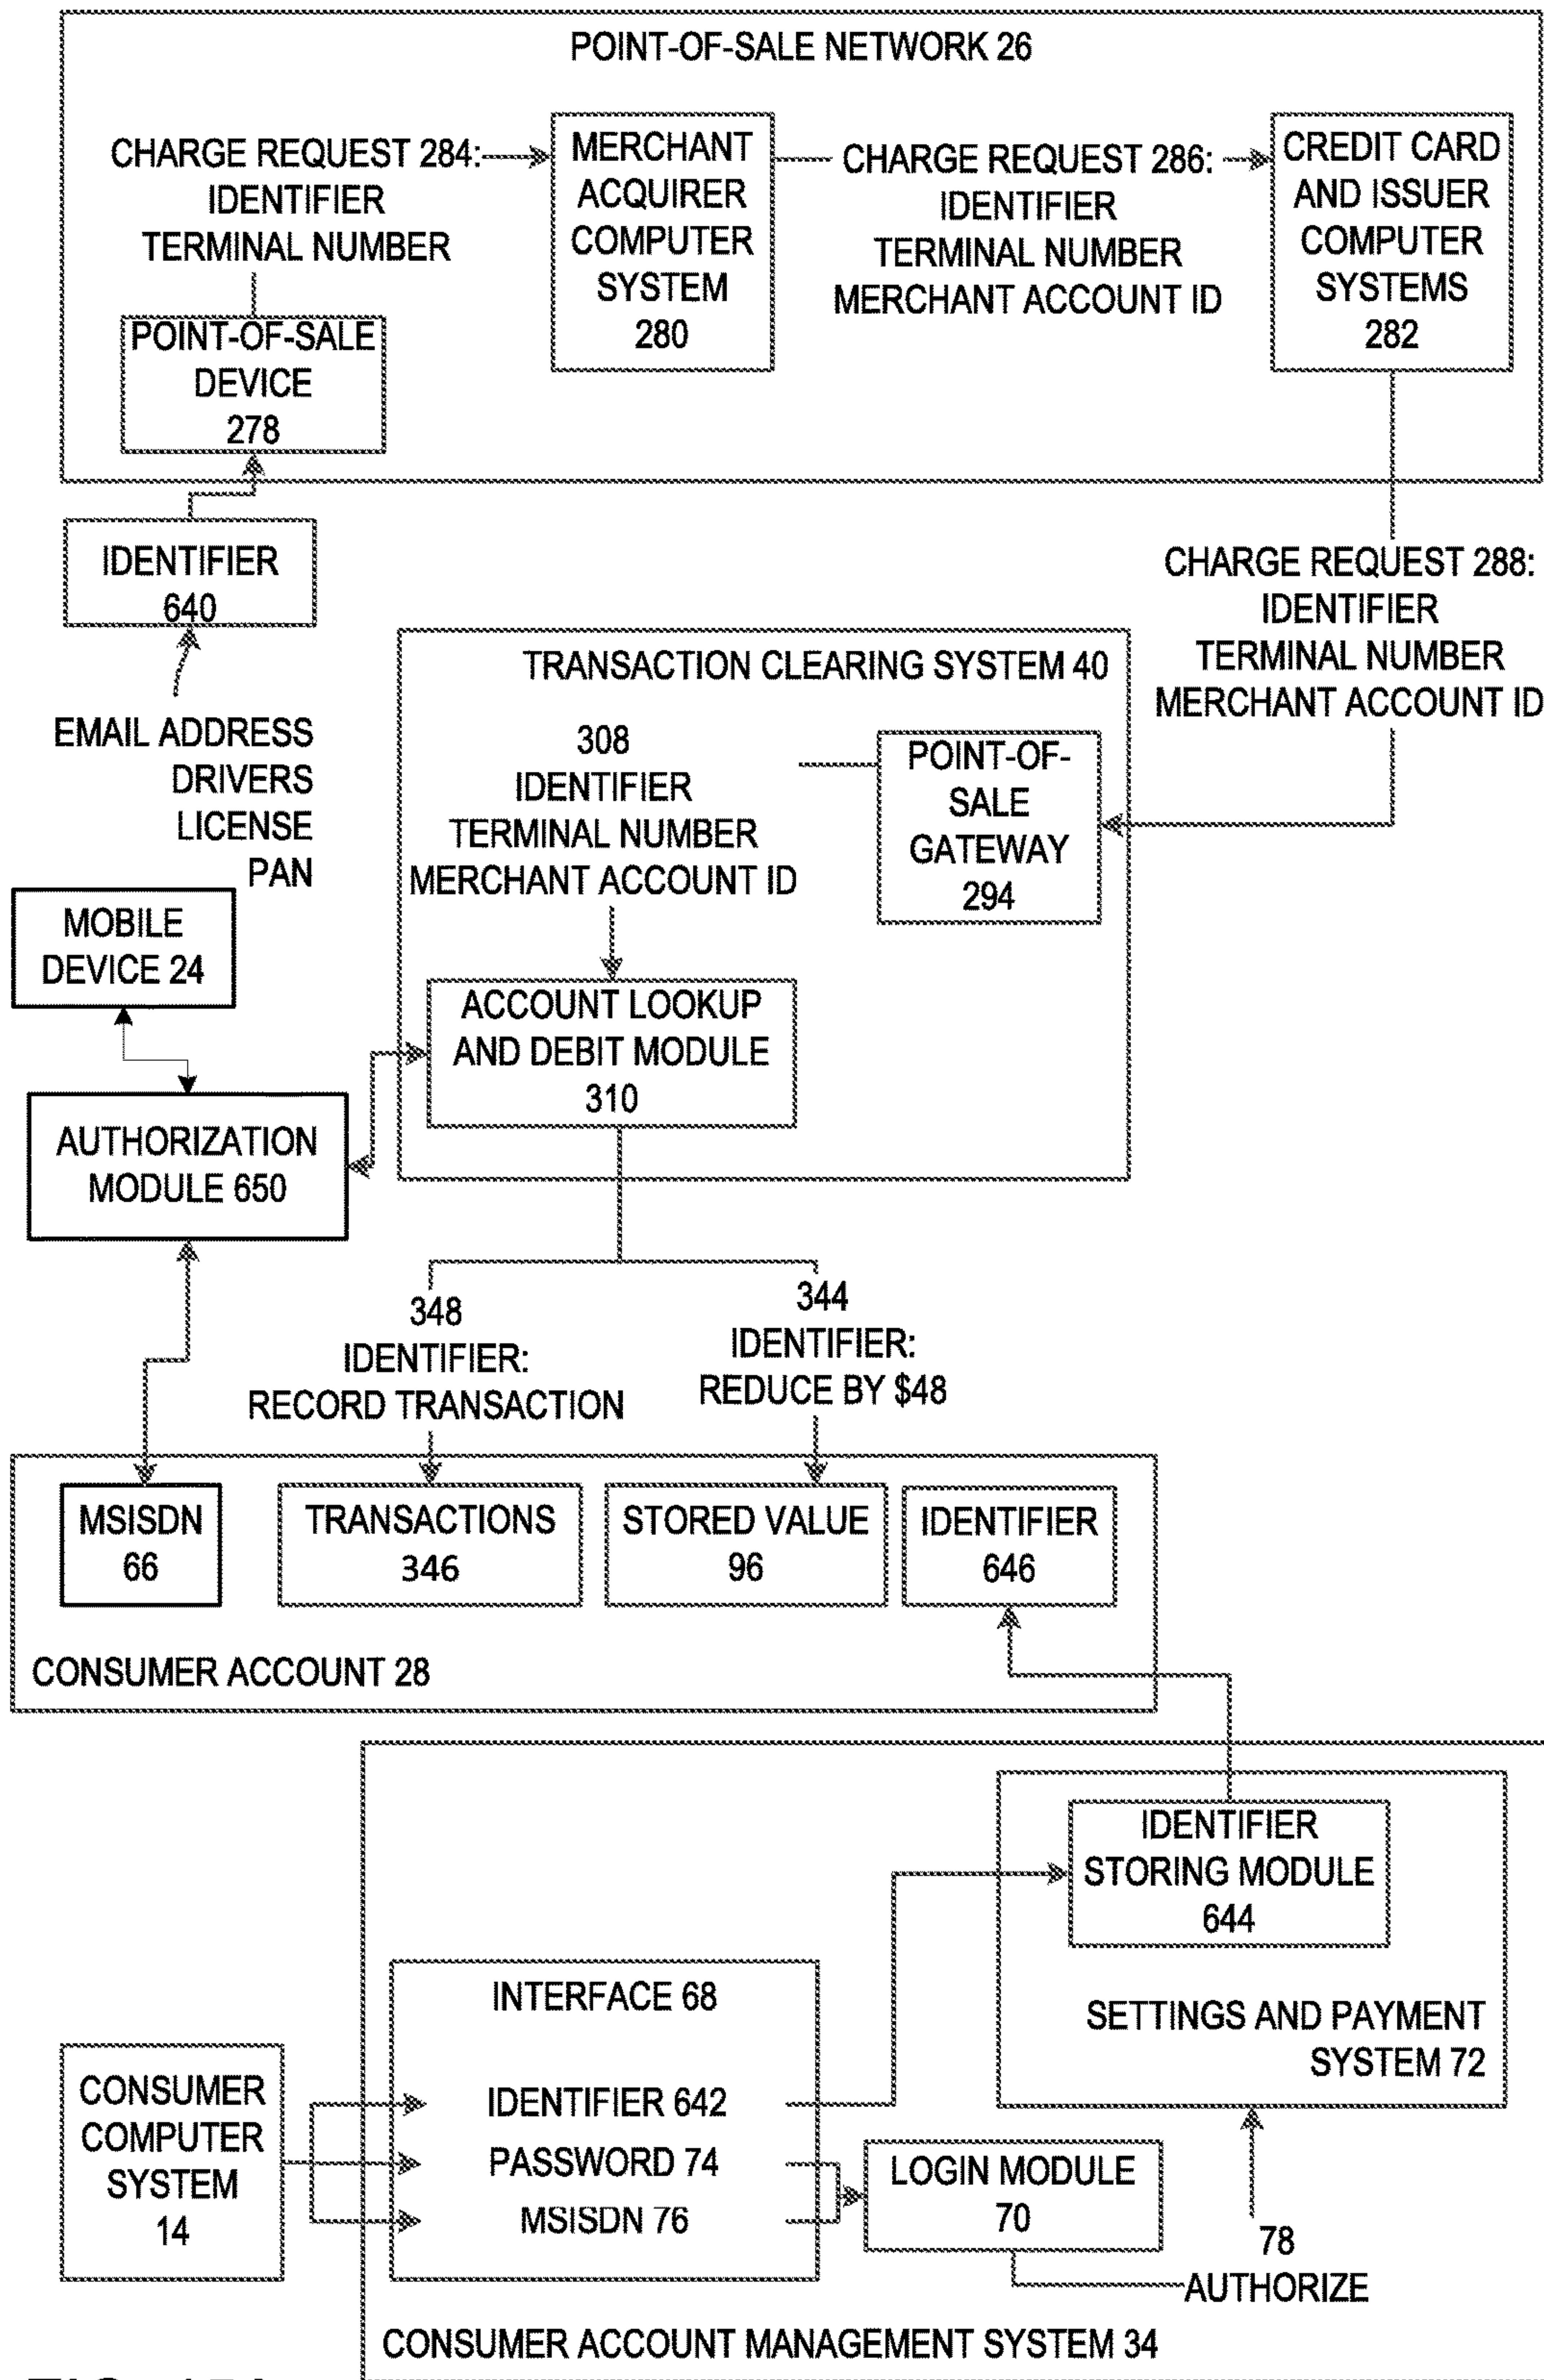 POINT-OF-SALE NETWORK 26
CHARGE REQUEST 284:
IDENTIFIER
TERMINAL NUMBER
MERCHANT
ACQUIRER
COMPUTER
SYSTEM
280
CHARGE REQUEST 286:
IDENTIFIER
TERMINAL NUMBER
MERCHANT ACCOUNT ID
CREDIT CARD
AND ISSUER
COMPUTER
SYSTEMS
282
POINT-OF-SALE
DEVICE
278
IDENTIFIER
640
CHARGE REQUEST 288:
IDENTIFIER
TERMINAL NUMBER
MERCHANT ACCOUNT ID
EMAIL ADDRESS
DRIVERS
LICENSE
PAN
TRANSACTION CLEARING SYSTEM 40
308
IDENTIFIER
TERMINAL NUMBER
MERCHANT ACCOUNT ID
POINT-OF-
SALE
GATEWAY
294
MOBILE
DEVICE 24
ACCOUNT LOOKUP
AND DEBIT MODULE
310
AUTHORIZATION
MODULE 650
348
IDENTIFIER:
RECORD TRANSACTION
344
IDENTIFIER:
REDUCE BY $48
MSISDN
66
TRANSACTIONS
346
STORED VALUE
96
IDENTIFIER
646
CONSUMER ACCOUNT 28
IDENTIFIER
STORING MODULE
644
SETTINGS AND PAYMENT
SYSTEM 72
INTERFACE 68
CONSUMER
COMPUTER
SYSTEM
14
IDENTIFIER 642
PASSWORD 74
MSISDN 76
LOGIN MODULE
70
78
AUTHORIZE
CONSUMER ACCOUNT MANAGEMENT SYSTEM 34